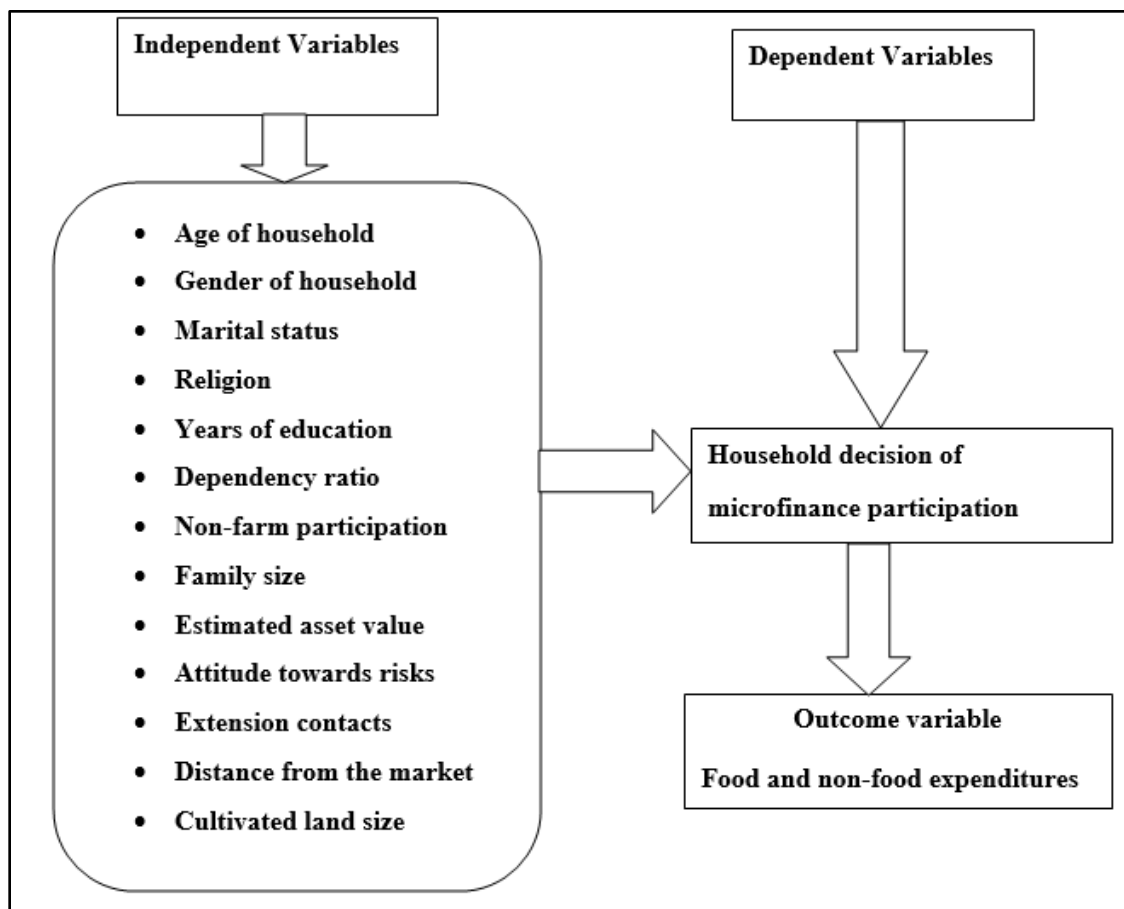 Independent Variables
Dependent Variables
Age of household
Gender of household
Marital status
Religion
Years of education
Dependency ratio
Non-farm participation
Family size
Estimated asset value
Attitude towards risks
Extension contacts
Distance from the market
Cultivated land size
Household decision of
microfinance participation
Outcome variable
Food and non-food expenditures